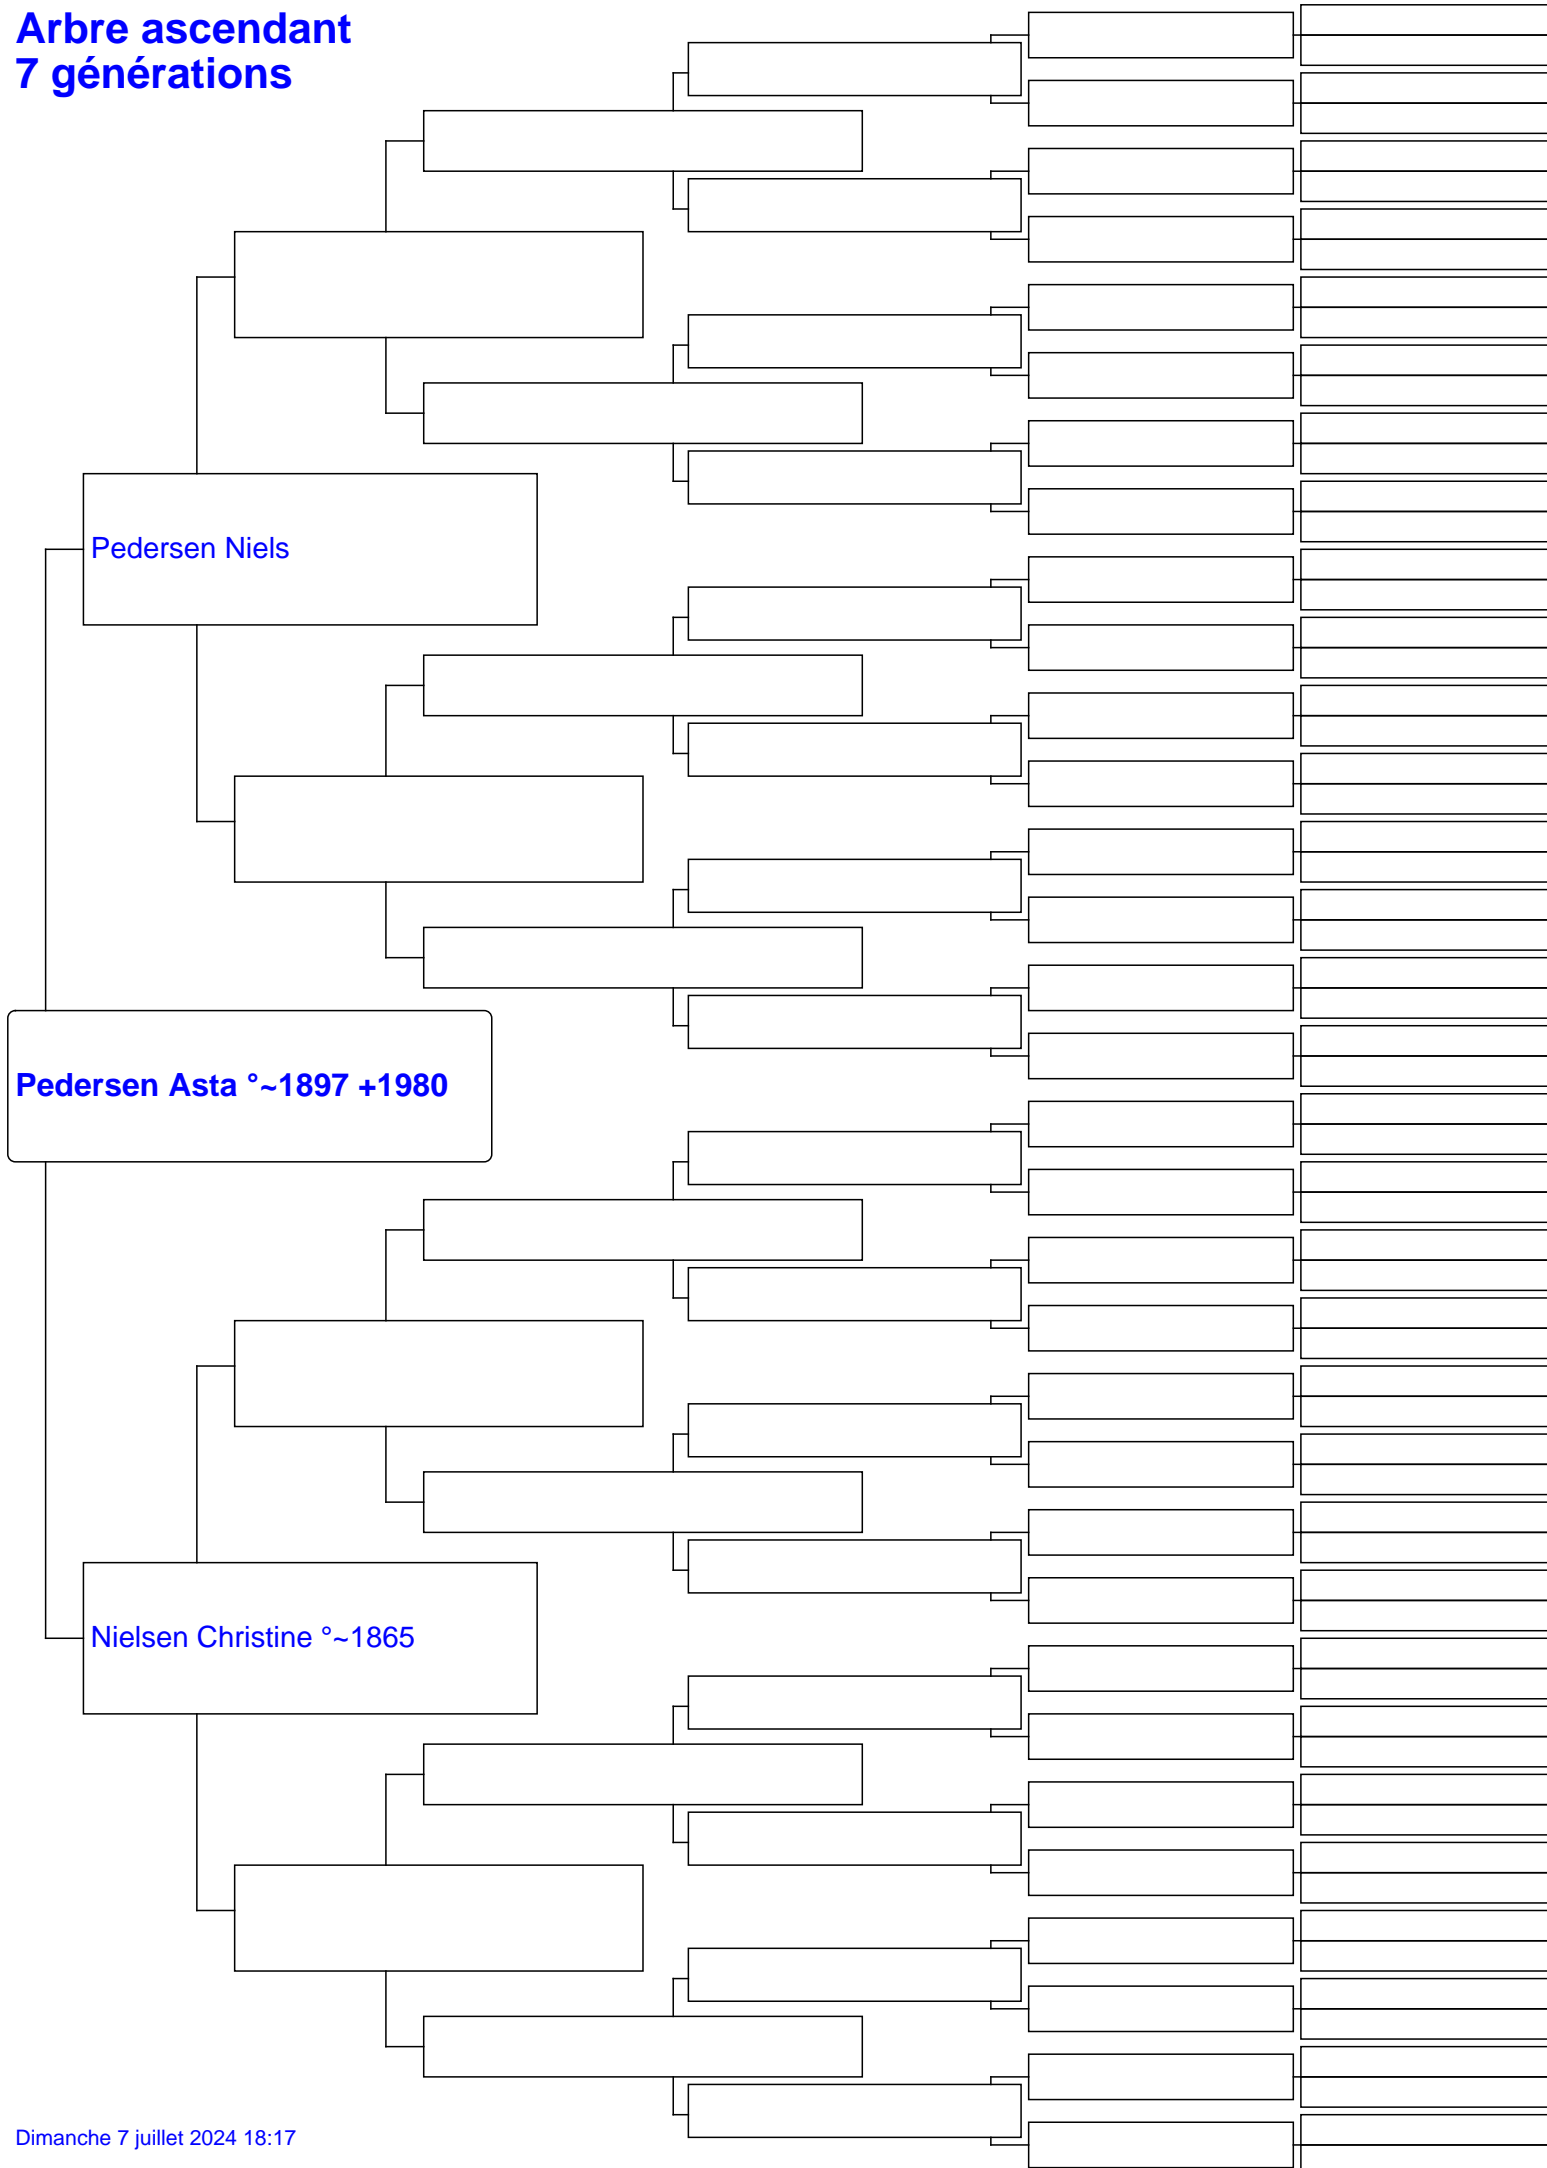 Arbre ascendant
7 générations
Pedersen Niels
Pedersen Asta °~1897 +1980
Nielsen Christine °~1865
Dimanche 7 juillet 2024 18:17